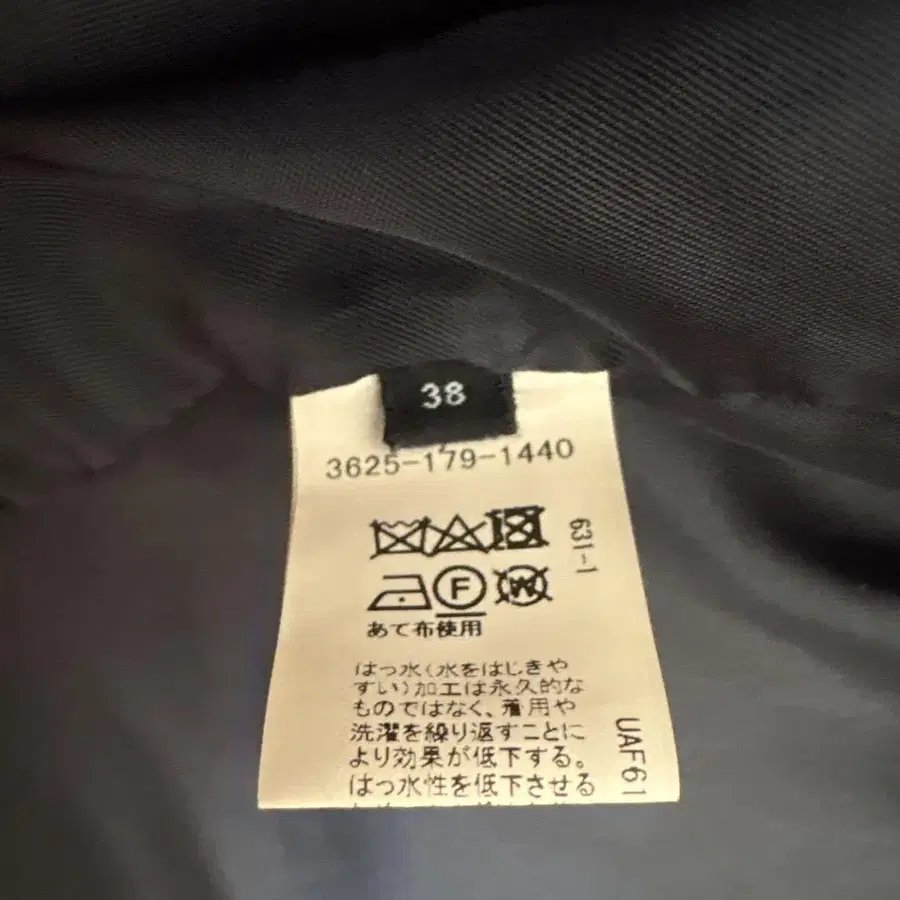 38
3625-179-1440
631-1
F
W
あて布使用
はっ水(水をはじきや
すい)加工は永久的な
ものではなく、着用や
洗濯を繰り返すことに
より効果が低下する。
はっ水性を低下させる
UAF61